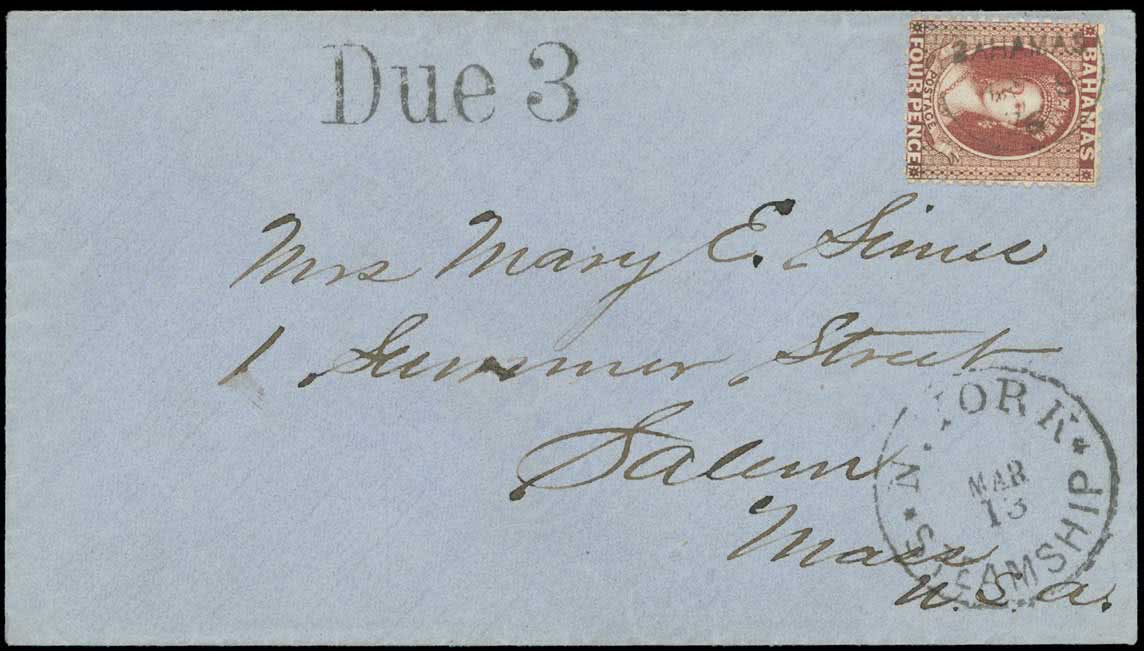 Due 3
BAHAMAS
FOUR PENCE
POSTAGE
BAHAMAS
Mrs Mary E. Simes
1 Summer Street
Salem
Mass
U.S.a.
N. YORK
MAR
13
STEAMSHIP